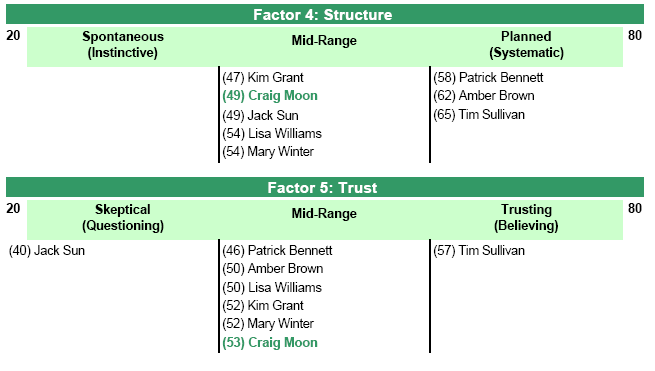 Factor 4: Structure
20 Spontaneous (Instinctive) Mid-Range Planned (Systematic) 80
(47) Kim Grant (58) Patrick Bennett
(49) Craig Moon (62) Amber Brown
(49) Jack Sun (65) Tim Sullivan
(54) Lisa Williams
(54) Mary Winter
Factor 5: Trust
20 Skeptical (Questioning) Mid-Range Trusting (Believing) 80
(40) Jack Sun (46) Patrick Bennett (57) Tim Sullivan
(50) Amber Brown
(50) Lisa Williams
(52) Kim Grant
(52) Mary Winter
(53) Craig Moon